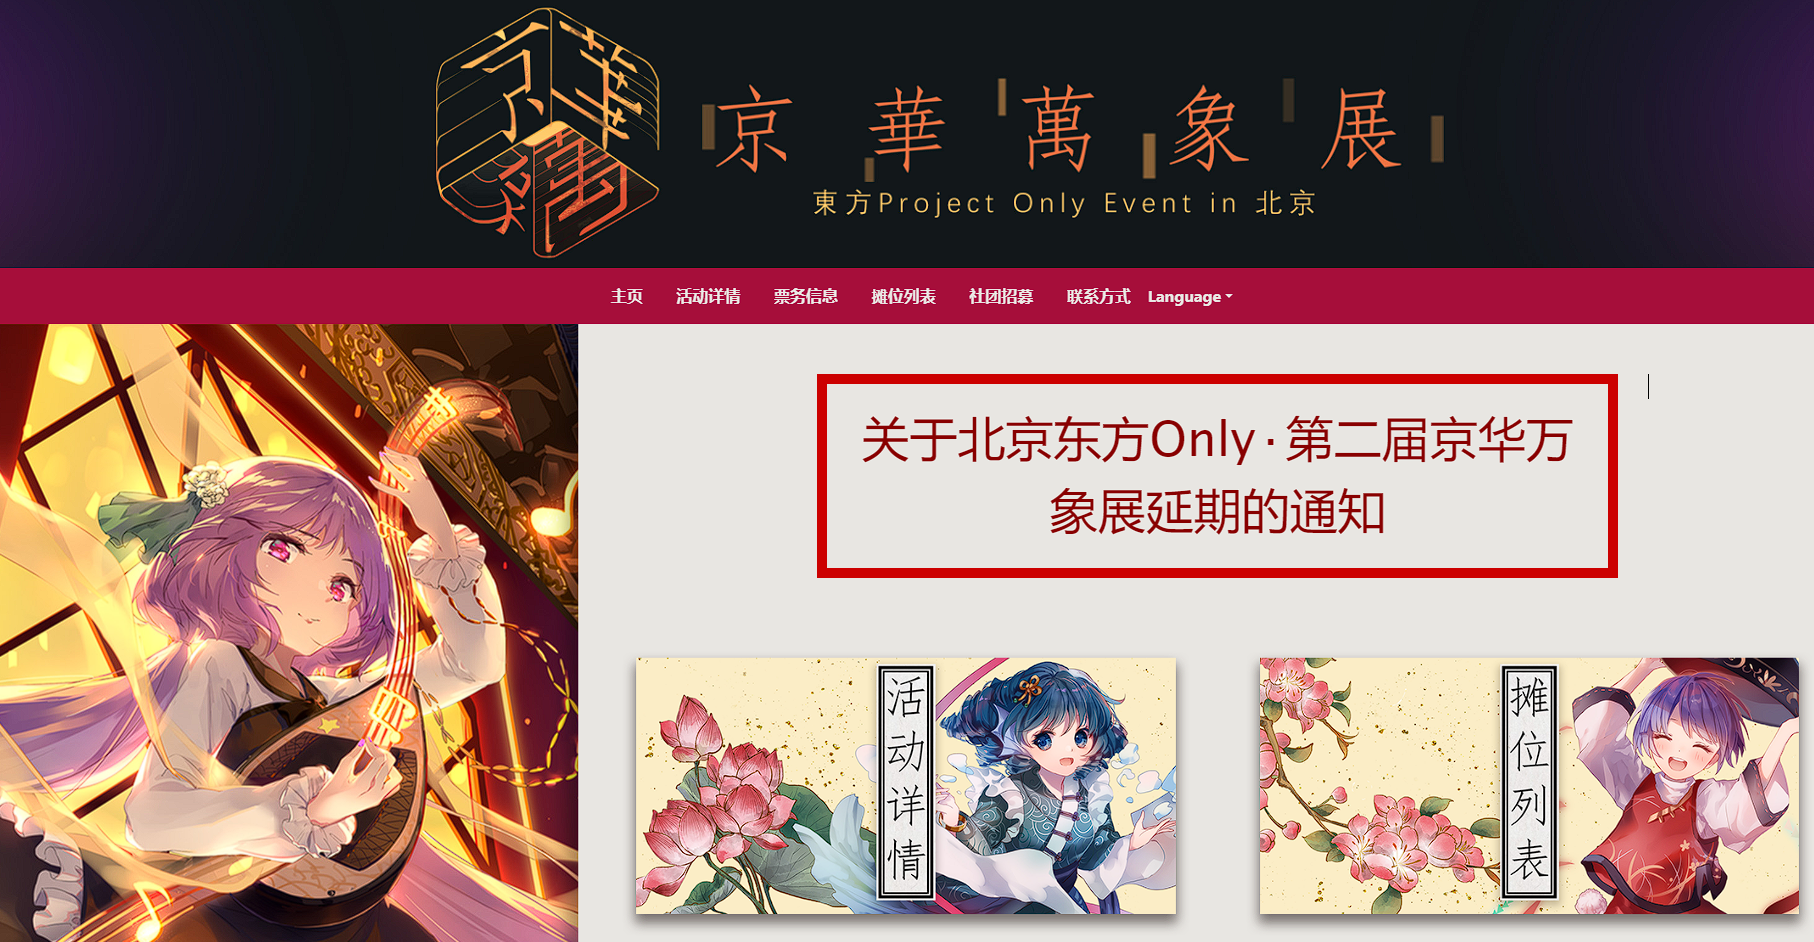 京華
萬象
京華萬象展
東方Project Only Event in 北京
主页 活动详情 票务信息 摊位列表 社团招募 联系方式 Language
关于北京东方Only·第二届京华万
象展延期的通知
活动详情
摊位列表